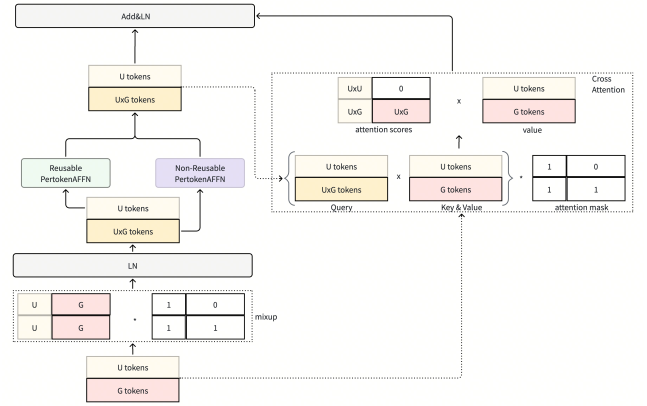 Add&LN
U tokens
UxG tokens
Reusable
PertokenAFFN
Non-Reusable
PertokenAFFN
U tokens
UxG tokens
LN
U G
U G
*
1 0
1 1
mixup
U tokens
G tokens
Cross
Attention
UxU 0
UxG UxG
attention scores
x
U tokens
G tokens
value
U tokens
UxG tokens
Query
x
U tokens
G tokens
Key & Value
*
1 0
1 1
attention mask